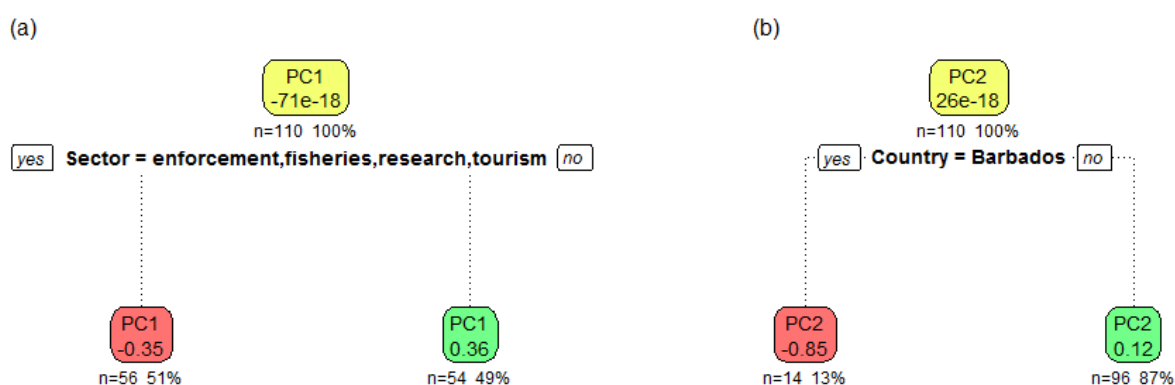 (a)
PC1
-71e-18
n=110 100%
yes Sector = enforcement,fisheries,research,tourism no
PC1
-0.35
n=56 51%
PC1
0.36
n=54 49%
(b)
PC2
26e-18
n=110 100%
yes Country = Barbados no
PC2
-0.85
n=14 13%
PC2
0.12
n=96 87%